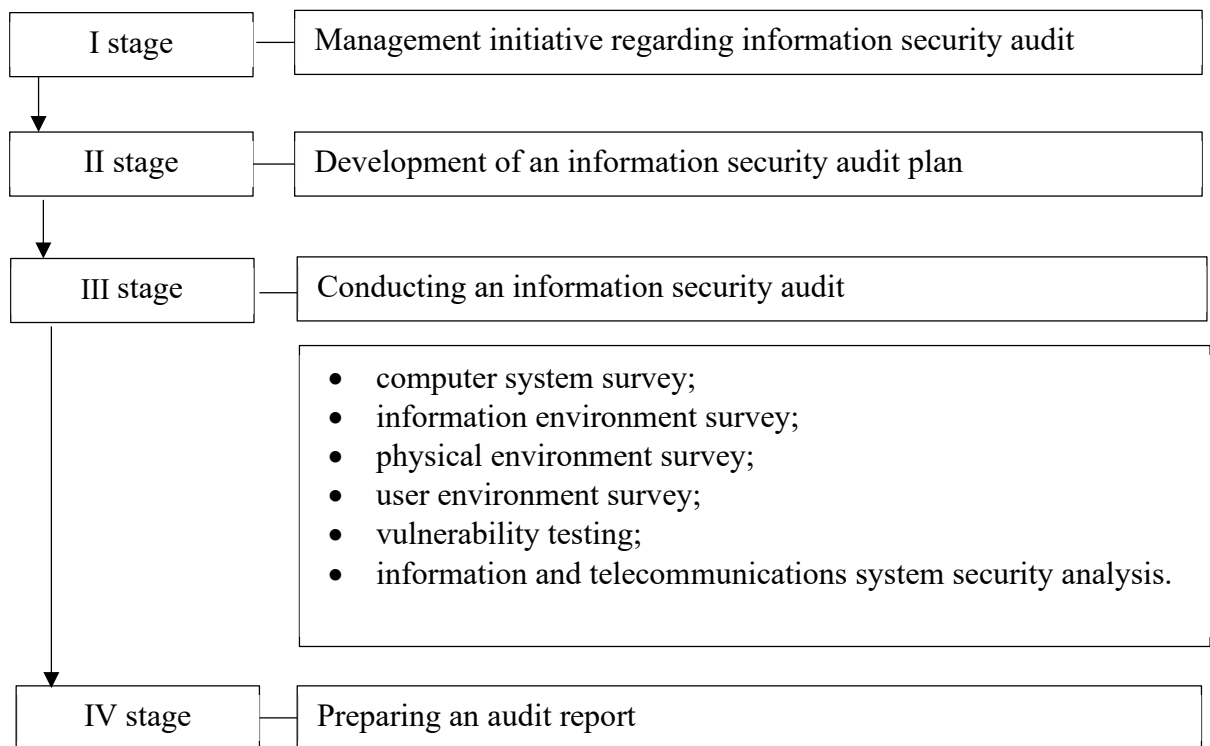 I stage
Management initiative regarding information security audit
II stage
Development of an information security audit plan
III stage
Conducting an information security audit
• computer system survey;
• information environment survey;
• physical environment survey;
• user environment survey;
• vulnerability testing;
• information and telecommunications system security analysis.
IV stage
Preparing an audit report